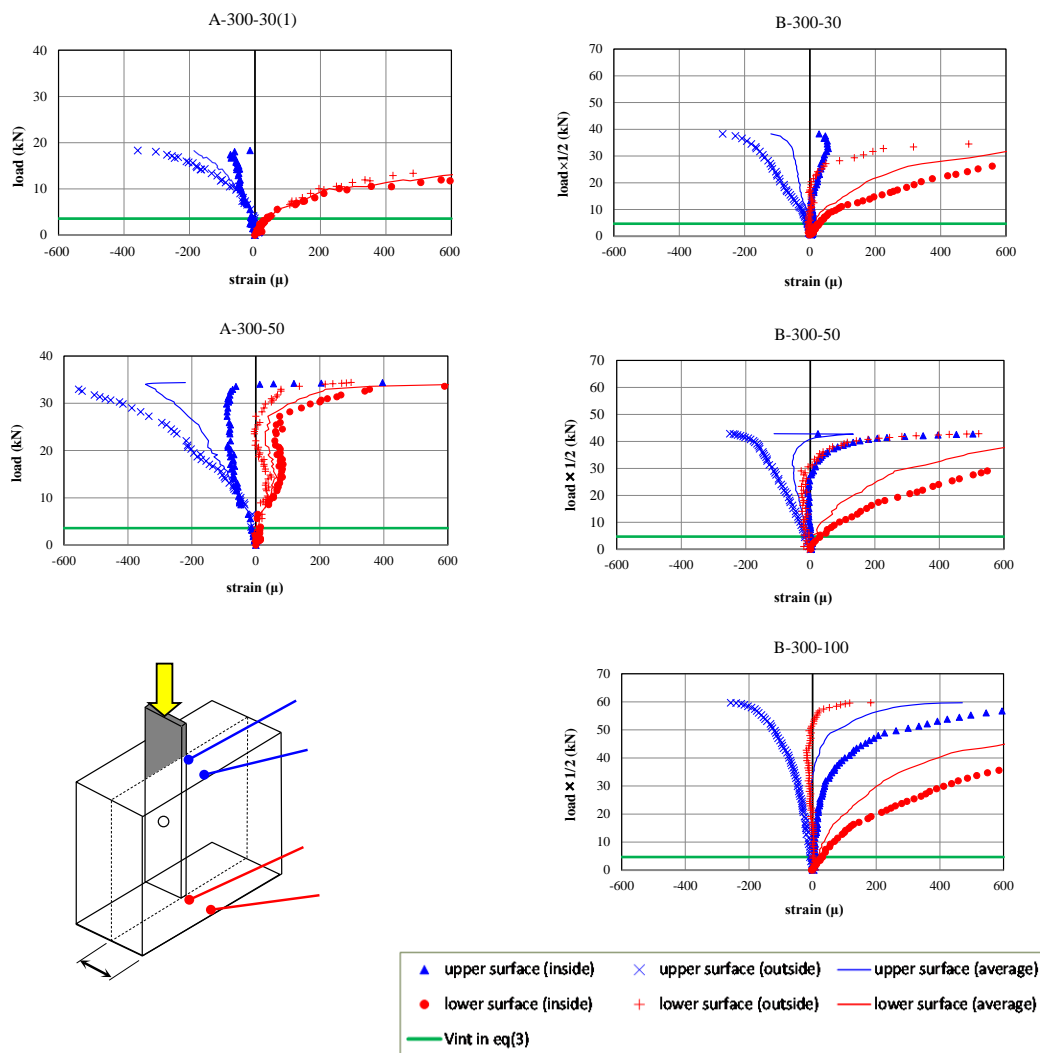 A-300-30(1)
load (kN)
40
30
20
10
0
-600 -400 -200 0 200 400 600
strain (μ)
B-300-30
load×1/2 (kN)
70
60
50
40
30
20
10
0
-600 -400 -200 0 200 400 600
strain (μ)
A-300-50
load (kN)
40
30
20
10
0
-600 -400 -200 0 200 400 600
strain (μ)
B-300-50
load × 1/2 (kN)
70
60
50
40
30
20
10
0
-600 -400 -200 0 200 400 600
strain (μ)
B-300-100
load × 1/2 (kN)
70
60
50
40
30
20
10
0
-600 -400 -200 0 200 400 600
strain (μ)
upper surface (inside) upper surface (outside) upper surface (average)
lower surface (inside) lower surface (outside) lower surface (average)
Vint in eq(3)